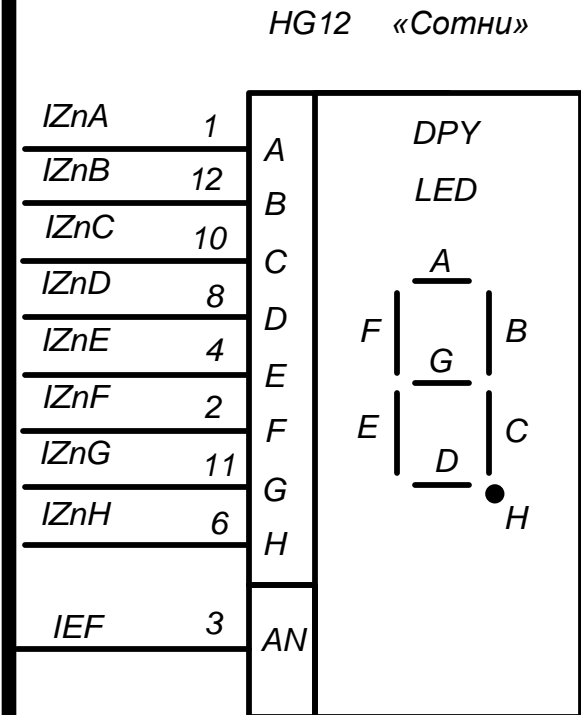 HG12 «Сотни»
IZnA 1 A DPY
IZnB 12 B LED
IZnC 10 C A
IZnD 8 D F B
IZnE 4 E G
IZnF 2 F E C
IZnG 11 G D
IZnH 6 H H
IEF 3 AN